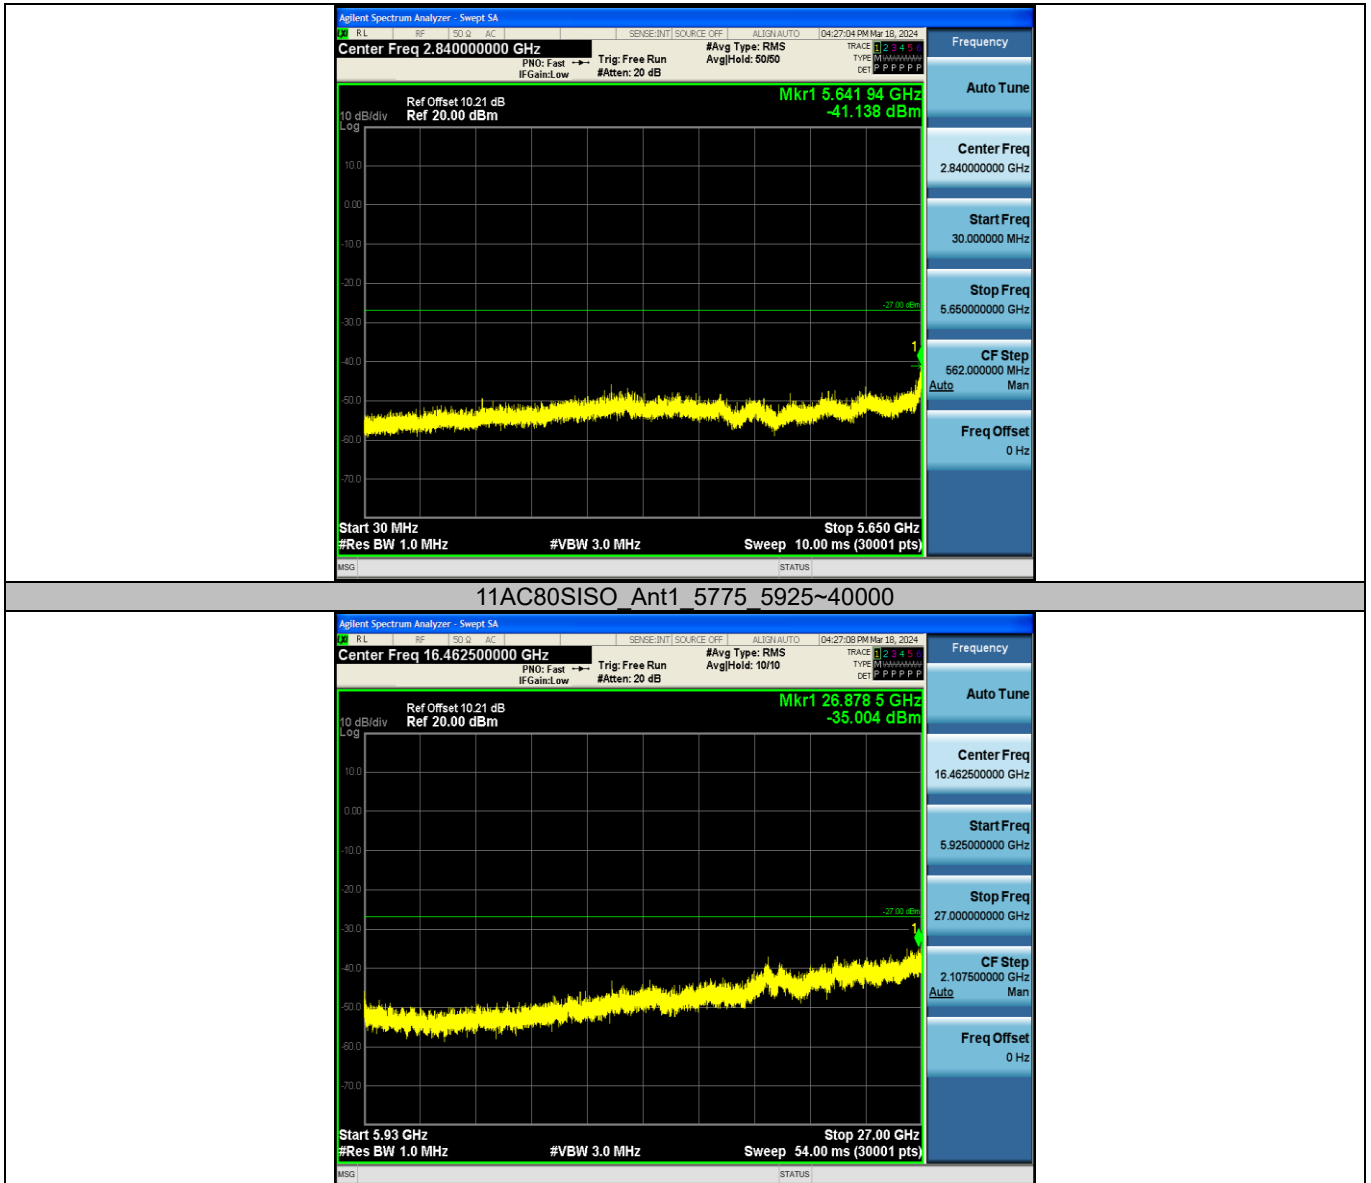 Agilent Spectrum Analyzer - Swept SA
RL RF 50 Ω AC SENSE:INT SOURCE OFF ALIGN AUTO 04:27:04 PM Mar 18, 2024
Center Freq 2.840000000 GHz
PNO: Fast
IFGain:Low
Trig: Free Run
#Atten: 20 dB
#Avg Type: RMS
Avg|Hold: 50/50
TRACE 1 2 3 4 5 6
TYPE M
DET P P P P P P
Frequency
Auto Tune
Center Freq
2.840000000 GHz
Start Freq
30.000000 MHz
Stop Freq
5.650000000 GHz
CF Step
562.000000 MHz
Auto Man
Freq Offset
0 Hz
Mkr1 5.641 94 GHz
-41.138 dBm
Ref Offset 10.21 dB
10 dB/div Ref 20.00 dBm
Log
10.0
0.00
-10.0
-20.0
-27.00 dBm
-30.0
1
-40.0
-50.0
-60.0
-70.0
Start 30 MHz Stop 5.650 GHz
#Res BW 1.0 MHz #VBW 3.0 MHz Sweep 10.00 ms (30001 pts)
MSG STATUS
11AC80SISO_Ant1_5775_5925~40000
Agilent Spectrum Analyzer - Swept SA
RL RF 50 Ω AC SENSE:INT SOURCE OFF ALIGN AUTO 04:27:08 PM Mar 18, 2024
Center Freq 16.462500000 GHz
PNO: Fast
IFGain:Low
Trig: Free Run
#Atten: 20 dB
#Avg Type: RMS
Avg|Hold: 10/10
TRACE 1 2 3 4 5 6
TYPE M
DET P P P P P P
Frequency
Auto Tune
Center Freq
16.462500000 GHz
Start Freq
5.925000000 GHz
Stop Freq
27.000000000 GHz
CF Step
2.107500000 GHz
Auto Man
Freq Offset
0 Hz
Mkr1 26.878 5 GHz
-35.004 dBm
Ref Offset 10.21 dB
10 dB/div Ref 20.00 dBm
Log
10.0
0.00
-10.0
-20.0
-27.00 dBm
-30.0
1
-40.0
-50.0
-60.0
-70.0
Start 5.93 GHz Stop 27.00 GHz
#Res BW 1.0 MHz #VBW 3.0 MHz Sweep 54.00 ms (30001 pts)
MSG STATUS